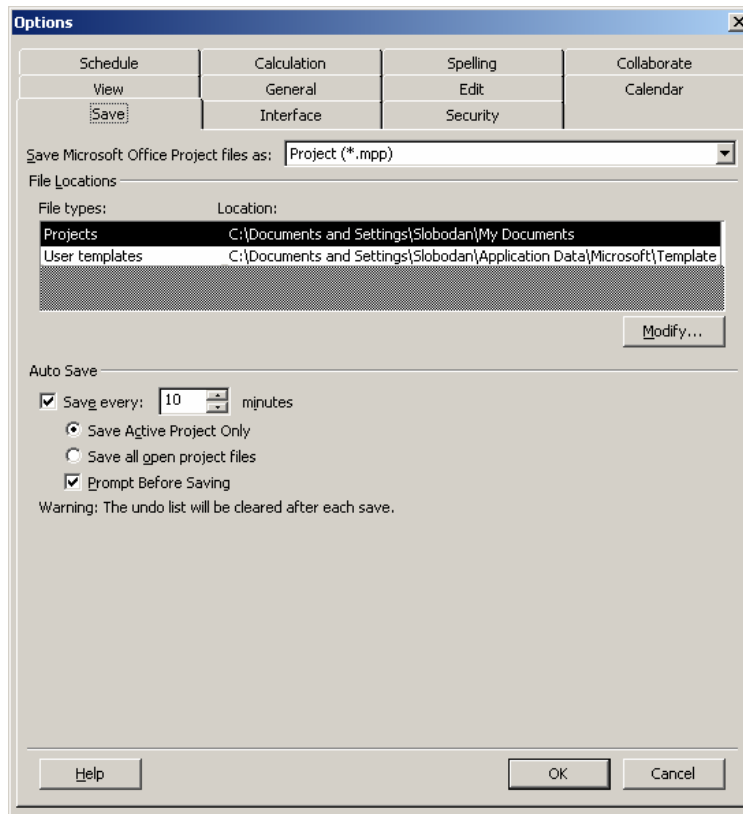 Options
Schedule Calculation Spelling Collaborate
View General Edit Calendar
Save Interface Security
Save Microsoft Office Project files as: Project (*.mpp)
File Locations
File types: Location:
Projects C:\Documents and Settings\Slobodan\My Documents
User templates C:\Documents and Settings\Slobodan\Application Data\Microsoft\Template
Modify...
Auto Save
Save every: 10 minutes
Save Active Project Only
Save all open project files
Prompt Before Saving
Warning: The undo list will be cleared after each save.
Help OK Cancel